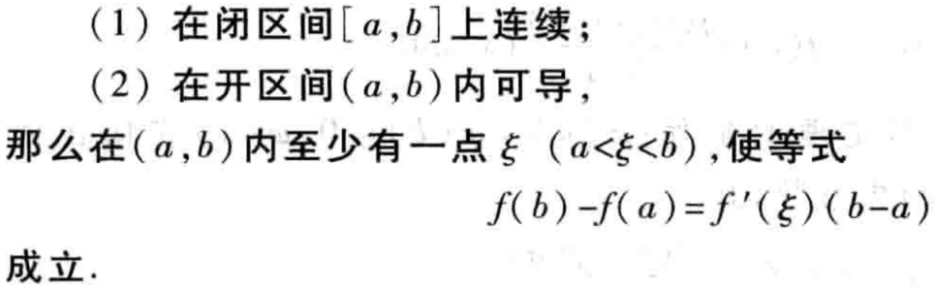 (1) 在闭区间[a,b]上连续;
(2) 在开区间(a,b)内可导,
那么在(a,b)内至少有一点 ξ (a<ξ<b),使等式
f(b)-f(a)=f′(ξ)(b-a)
成立.